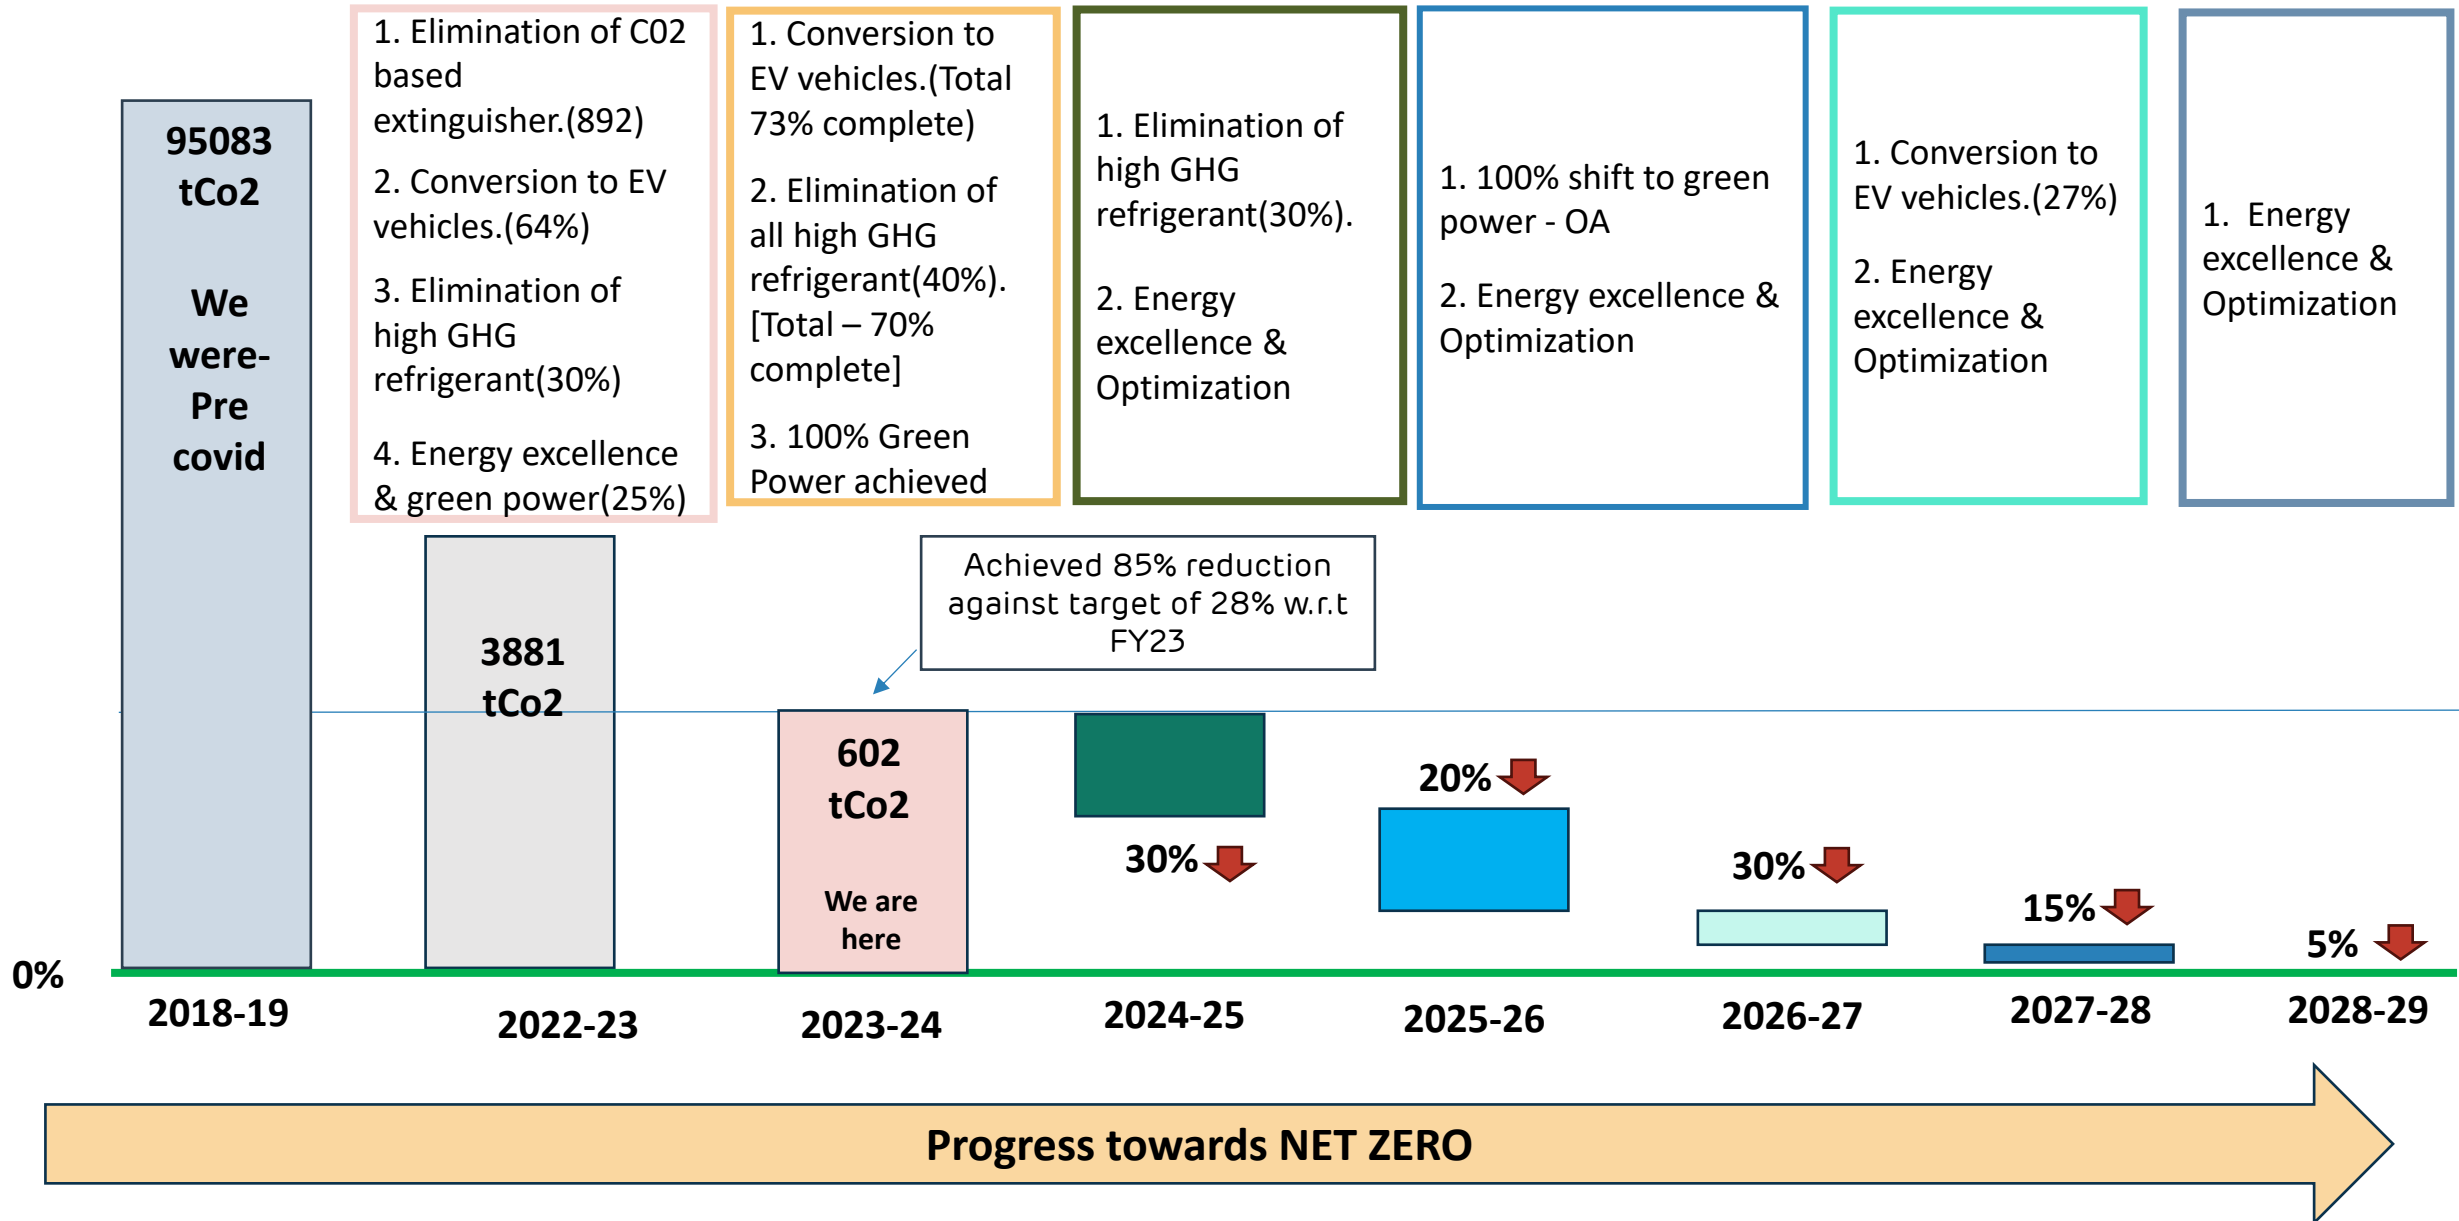 1. Elimination of C02
based
extinguisher.(892)
2. Conversion to EV
vehicles.(64%)
3. Elimination of
high GHG
refrigerant(30%)
4. Energy excellence
& green power(25%)
1. Conversion to
EV vehicles.(Total
73% complete)
2. Elimination of
all high GHG
refrigerant(40%).
[Total – 70%
complete]
3. 100% Green
Power achieved
1. Elimination of
high GHG
refrigerant(30%).
2. Energy
excellence &
Optimization
1. 100% shift to green
power - OA
2. Energy excellence &
Optimization
1. Conversion to
EV vehicles.(27%)
2. Energy
excellence &
Optimization
1. Energy
excellence &
Optimization
95083
tCo2
We
were-
Pre
covid
3881
tCo2
Achieved 85% reduction
against target of 28% w.r.t
FY23
602
tCo2
We are
here
30%
20%
30%
15%
5%
0%
2018-19
2022-23
2023-24
2024-25
2025-26
2026-27
2027-28
2028-29
Progress towards NET ZERO